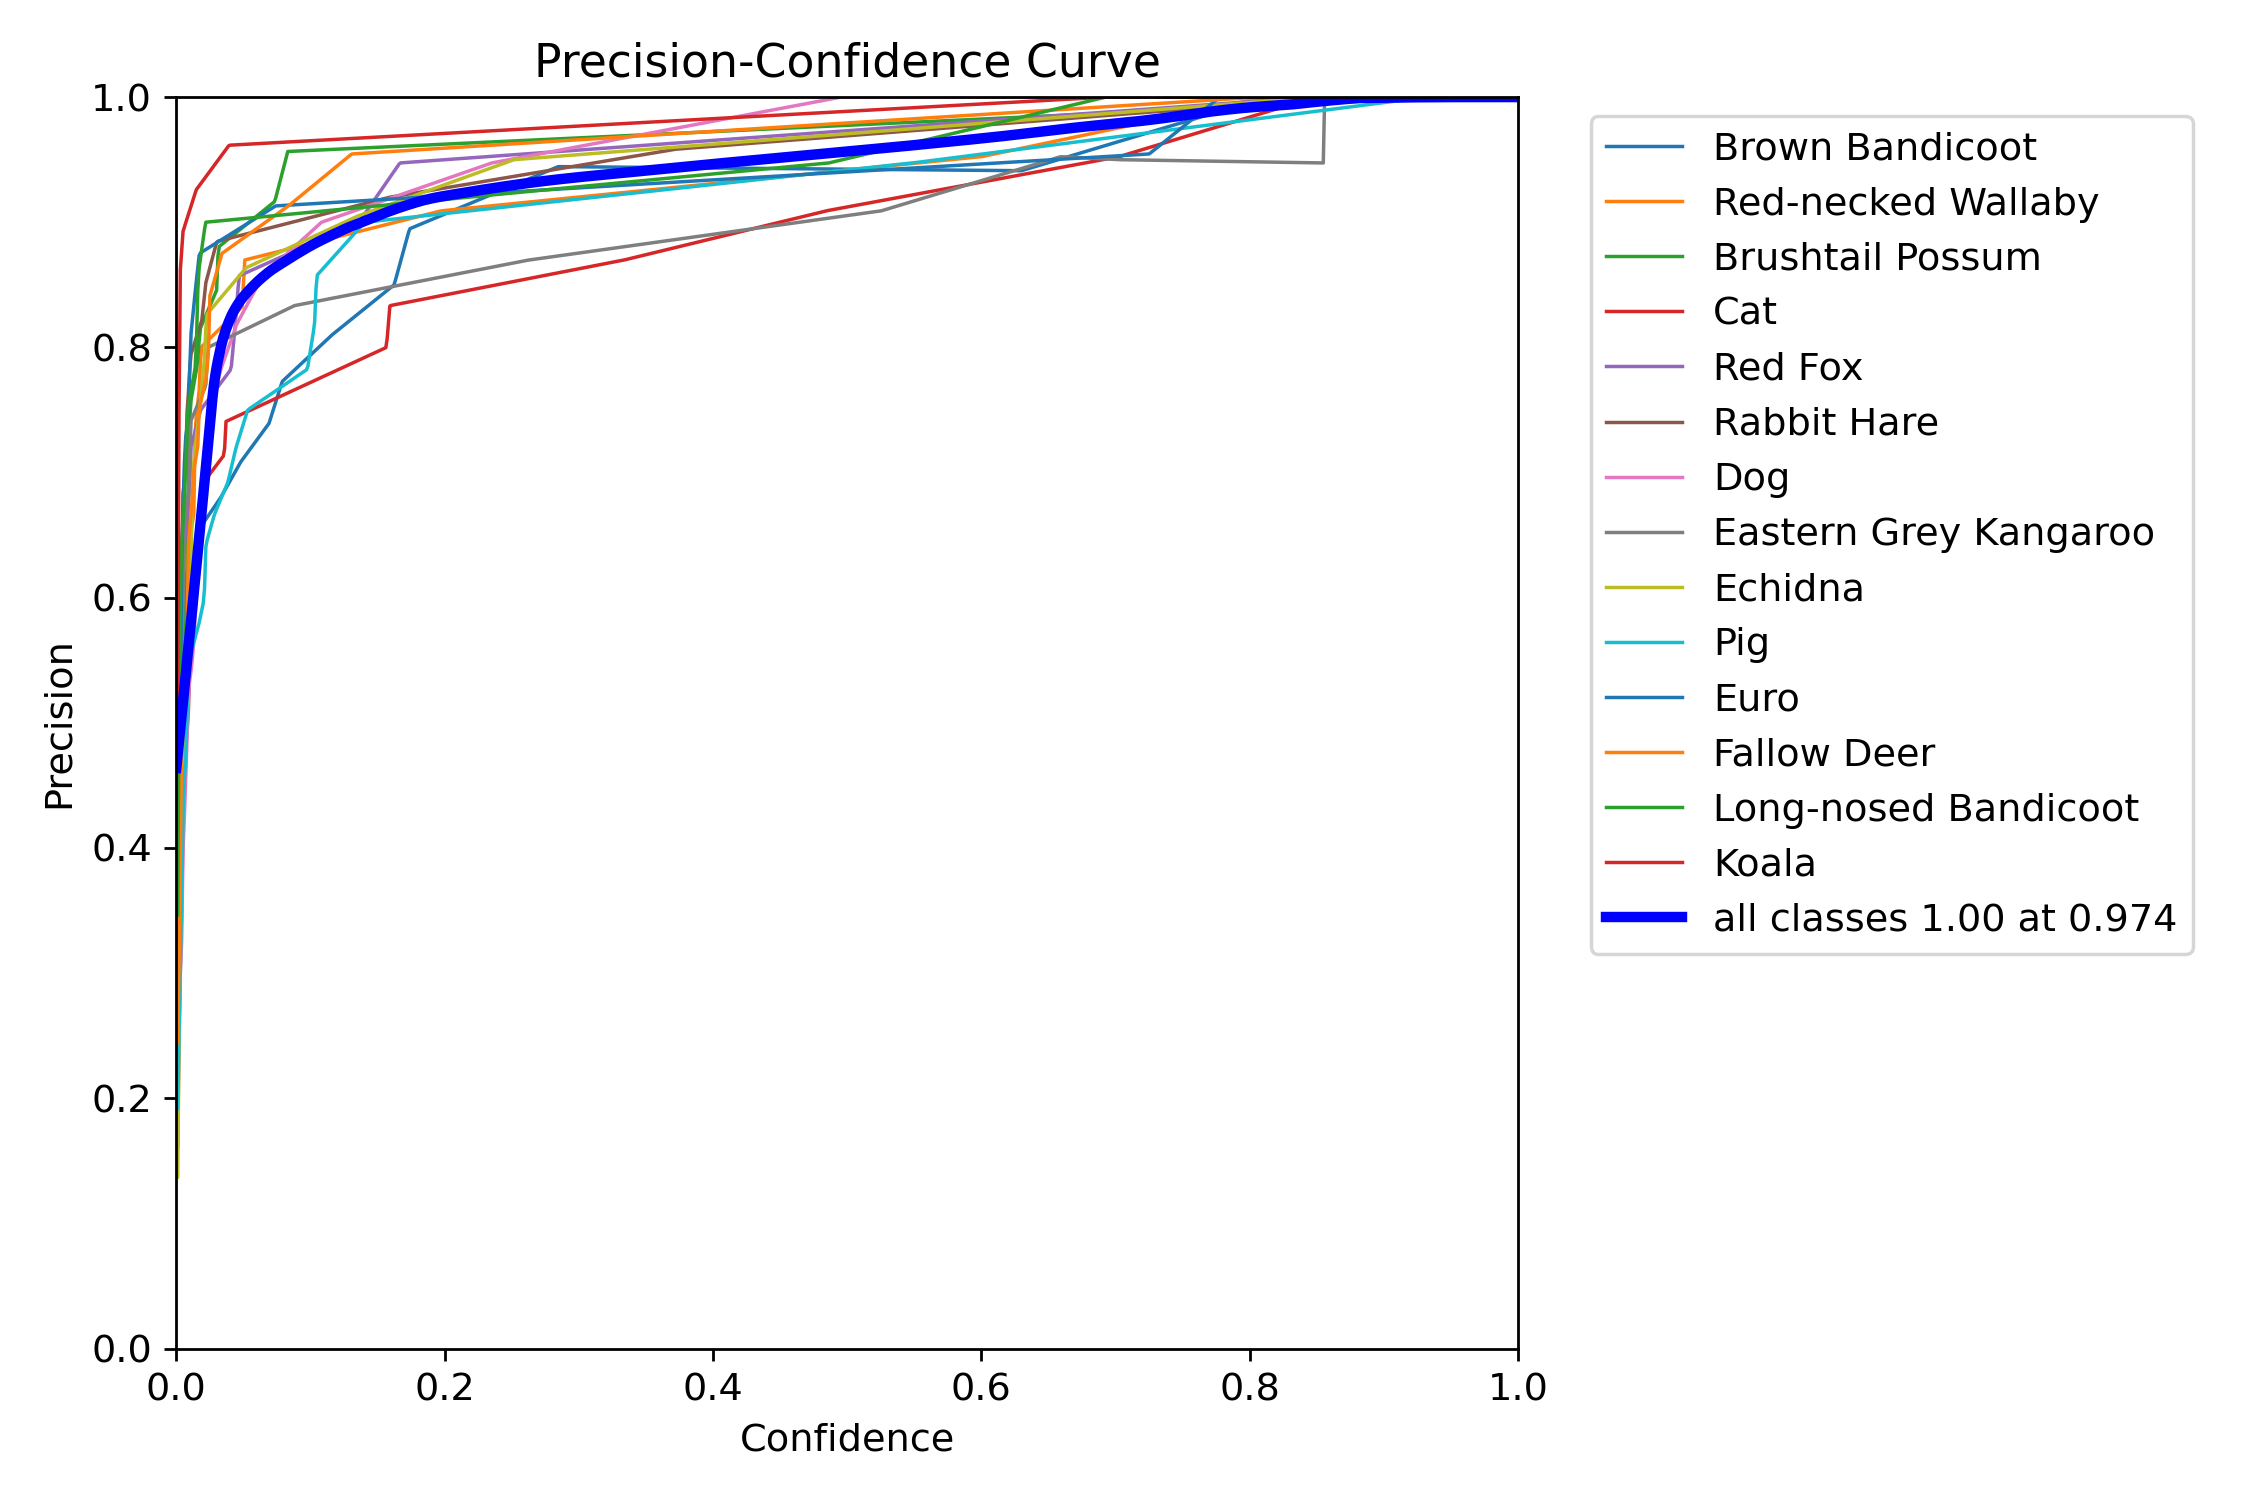 Precision-Confidence Curve
1.0
0.8
0.6
0.4
0.2
0.0
Precision
0.0 0.2 0.4 0.6 0.8 1.0
Confidence
Brown Bandicoot
Red-necked Wallaby
Brushtail Possum
Cat
Red Fox
Rabbit Hare
Dog
Eastern Grey Kangaroo
Echidna
Pig
Euro
Fallow Deer
Long-nosed Bandicoot
Koala
all classes 1.00 at 0.974